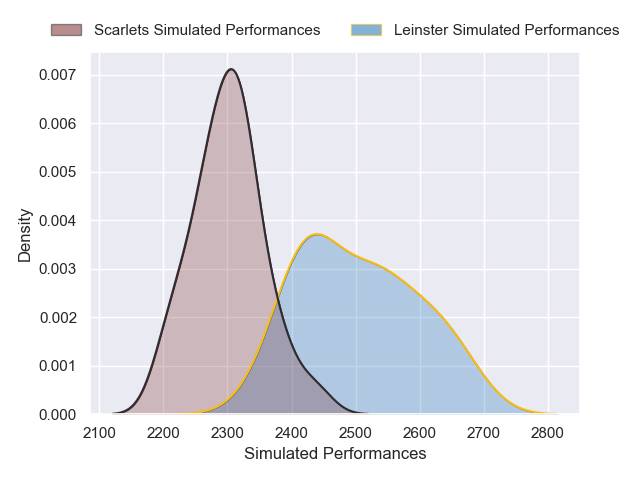 Scarlets Simulated Performances Leinster Simulated Performances
0.007
0.006
0.005
0.004
0.003
0.002
0.001
0.000
Density
2100 2200 2300 2400 2500 2600 2700 2800
Simulated Performances